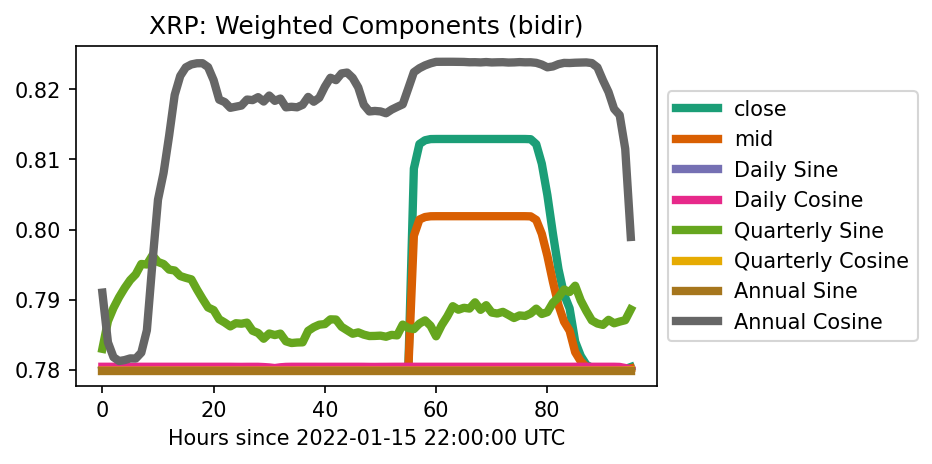 XRP: Weighted Components (bidir)
0.82
0.81
0.80
0.79
0.78
0 20 40 60 80
Hours since 2022-01-15 22:00:00 UTC
close
mid
Daily Sine
Daily Cosine
Quarterly Sine
Quarterly Cosine
Annual Sine
Annual Cosine